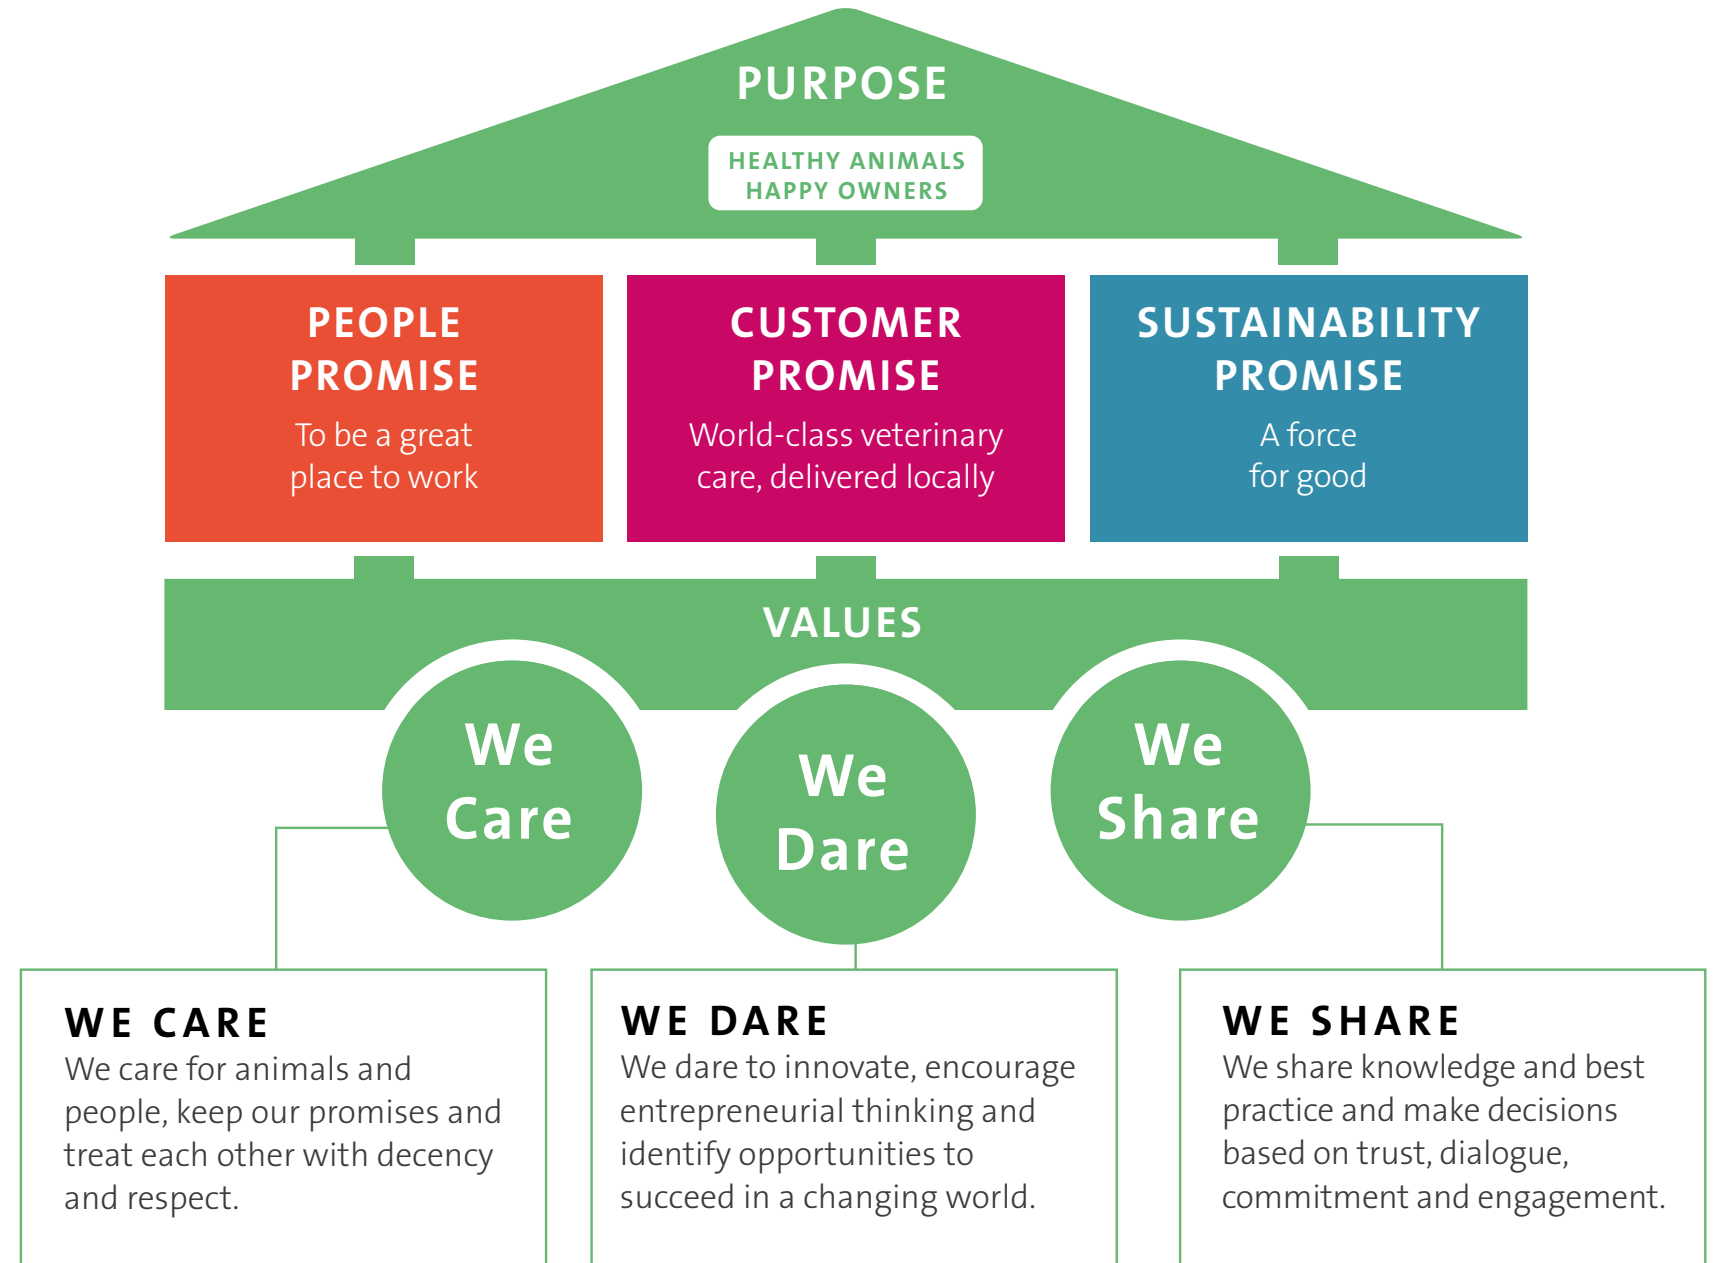 PURPOSE
HEALTHY ANIMALS
HAPPY OWNERS
PEOPLE
PROMISE
To be a great
place to work
CUSTOMER
PROMISE
World-class veterinary
care, delivered locally
SUSTAINABILITY
PROMISE
A force
for good
VALUES
We
Care
We
Dare
We
Share
WE CARE
We care for animals and
people, keep our promises and
treat each other with decency
and respect.
WE DARE
We dare to innovate, encourage
entrepreneurial thinking and
identify opportunities to
succeed in a changing world.
WE SHARE
We share knowledge and best
practice and make decisions
based on trust, dialogue,
commitment and engagement.